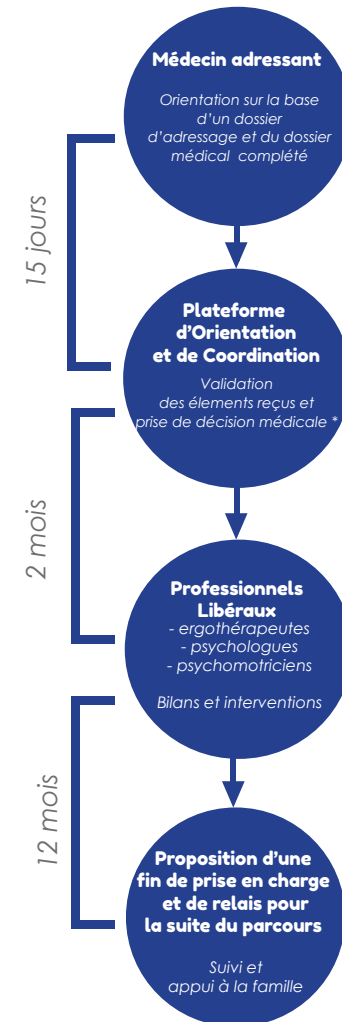 Médecin adressant
Orientation sur la base
d'un dossier
d'adressage et du dossier
médical complété
15 jours
Plateforme
d'Orientation
et de Coordination
Validation
des élements reçus et
prise de décision médicale *
2 mois
Professionnels
Libéraux
- ergothérapeutes
- psychologues
- psychomotriciens
Bilans et interventions
12 mois
Proposition d'une
fin de prise en charge
et de relais pour
la suite du parcours
Suivi et
appui à la famille